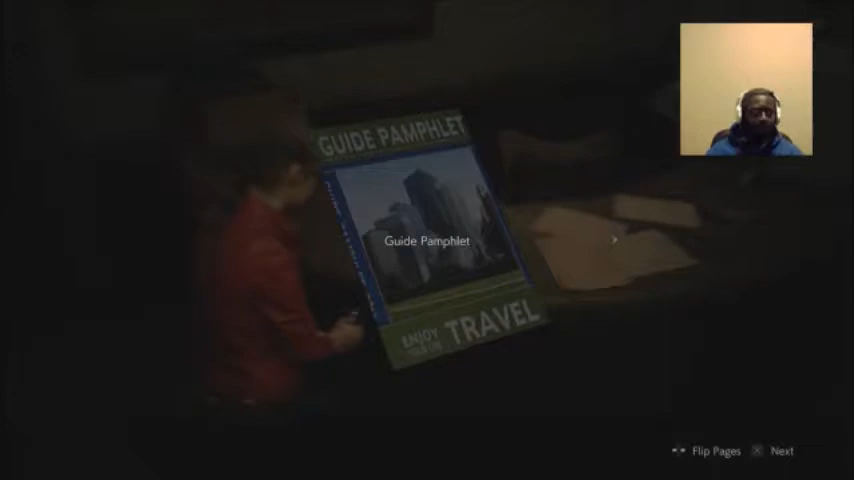 GUIDE PAMPHLET
Guide Pamphlet
ENJOY
TRAVEL
Flip Pages
Next